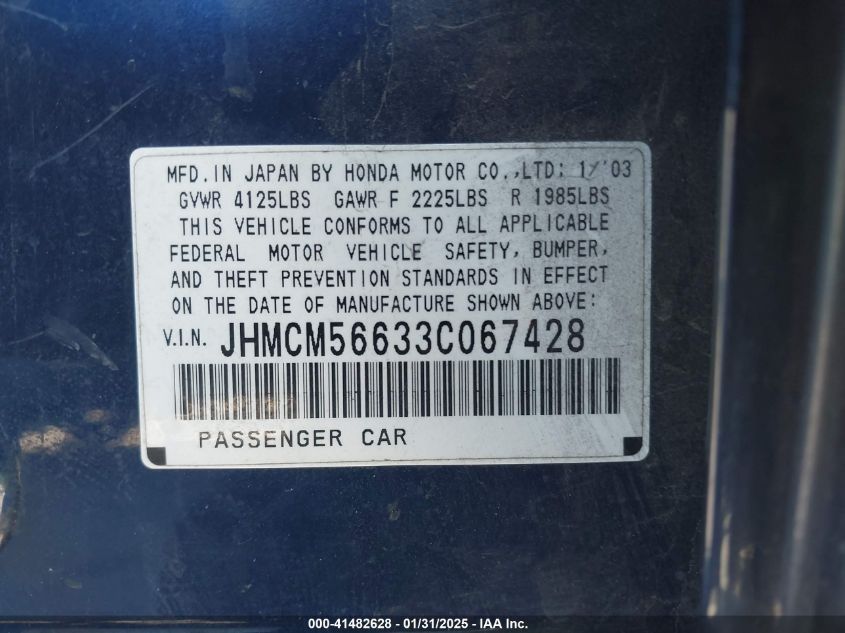 MFD.IN JAPAN BY HONDA MOTOR CO.,LTD: 1/'03
GVWR 4125LBS GAWR F 2225LBS R 1985LBS
THIS VEHICLE CONFORMS TO ALL APPLICABLE
FEDERAL MOTOR VEHICLE SAFETY, BUMPER,
AND THEFT PREVENTION STANDARDS IN EFFECT
ON THE DATE OF MANUFACTURE SHOWN ABOVE:
V.I.N. JHMCM56633C067428
PASSENGER CAR
000-41482628 - 01/31/2025 - IAA Inc.